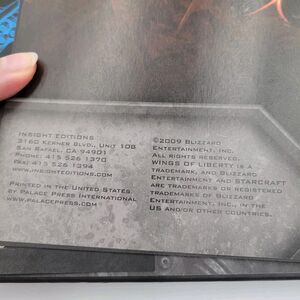 INSIGHT EDITIONS
3160 KERNER BLVD., UNIT 108
SAN RAFAEL, CA 94901
PHONE: 415 526 1370
FAX: 415 526 1394
WWW.INSIGHTEDITIONS.COM
PRINTED IN THE UNITED STATES
BY PALACE PRESS INTERNATIONAL
WWW.PALACEPRESS.COM
©2009 BLIZZARD
ENTERTAINMENT, INC.
ALL RIGHTS RESERVED.
WINGS OF LIBERTY IS A
TRADEMARK, AND BLIZZARD
ENTERTAINMENT AND STARCRAFT
ARE TRADEMARKS OR REGISTERED
TRADEMARKS OF BLIZZARD
ENTERTAINMENT, INC., IN THE
US AND/OR OTHER COUNTRIES.